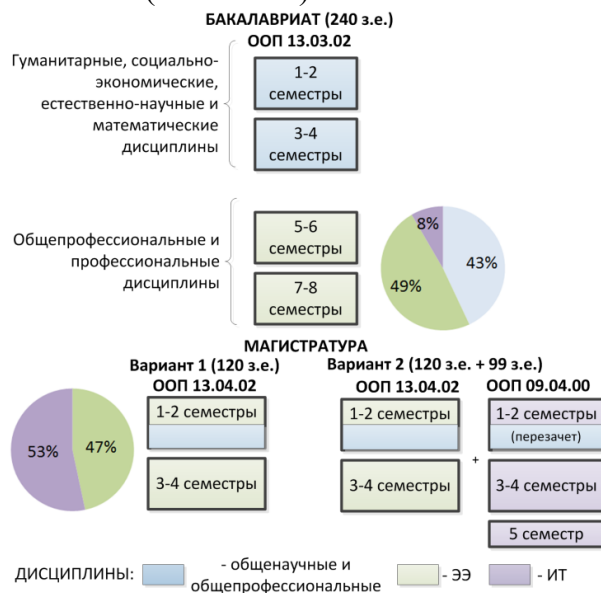 БАКАЛАВРИАТ (240 з.е.)
ООП 13.03.02
Гуманитарные, социально-
экономические,
естественно-научные и
математические
дисциплины
1-2
семестры
3-4
семестры
Общепрофессиональные и
профессиональные
дисциплины
5-6
семестры
7-8
семестры
8%
43%
49%
МАГИСТРАТУРА
Вариант 1 (120 з.е.)
ООП 13.04.02
Вариант 2 (120 з.е. + 99 з.е.)
ООП 13.04.02
ООП 09.04.00
53%
47%
1-2 семестры
3-4 семестры
1-2 семестры
3-4 семестры
+
1-2 семестры
(перезачет)
3-4 семестры
5 семестр
ДИСЦИПЛИНЫ:
- общенаучные и
общепрофессиональные
- ЭЭ
- ИТ